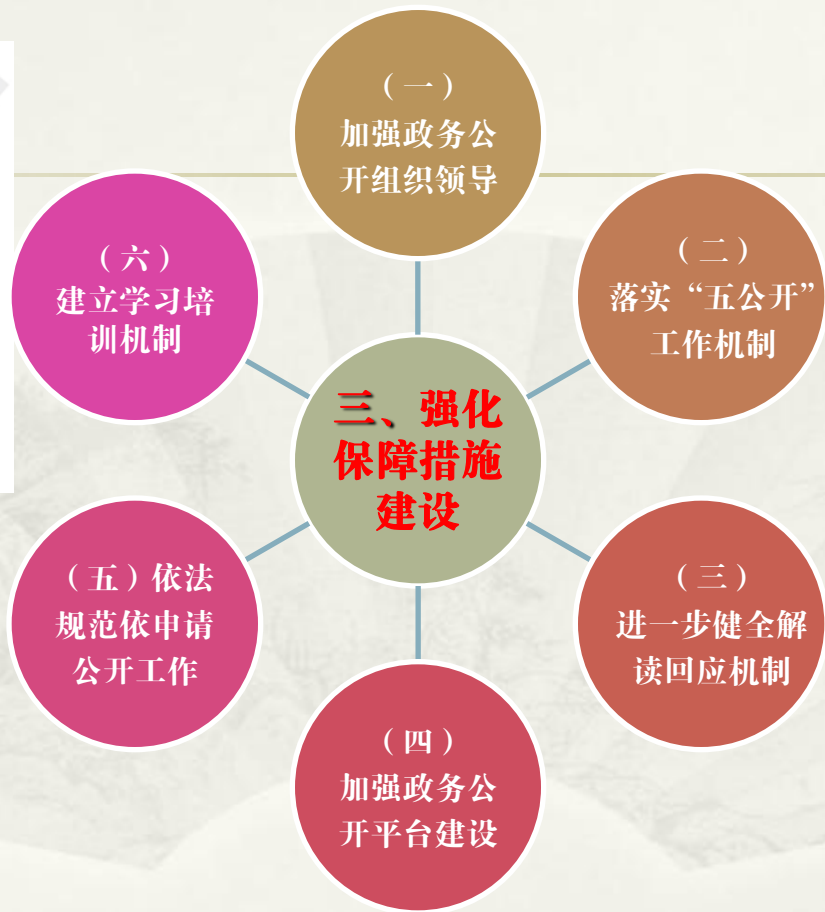 三、强化
保障措施
建设
（一）
加强政务公
开组织领导
（二）
落实“五公开”
工作机制
（三）
进一步健全解
读回应机制
（四）
加强政务公
开平台建设
（五）依法
规范依申请
公开工作
（六）
建立学习培
训机制